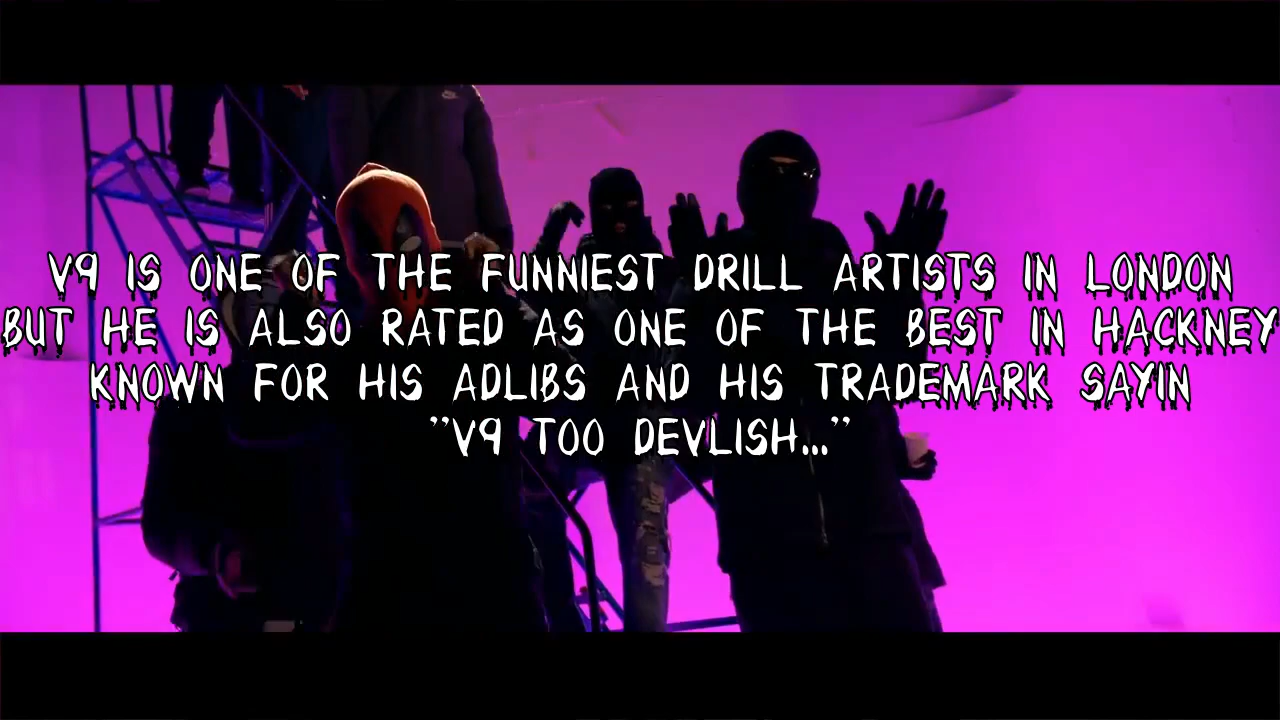 V9 IS ONE OF THE FUNNIEST DRILL ARTISTS IN LONDON
BUT HE IS ALSO RATED AS ONE OF THE BEST IN HACKNEY
KNOWN FOR HIS ADLIBS AND HIS TRADEMARK SAYIN
"V9 TOO DEVLISH..."